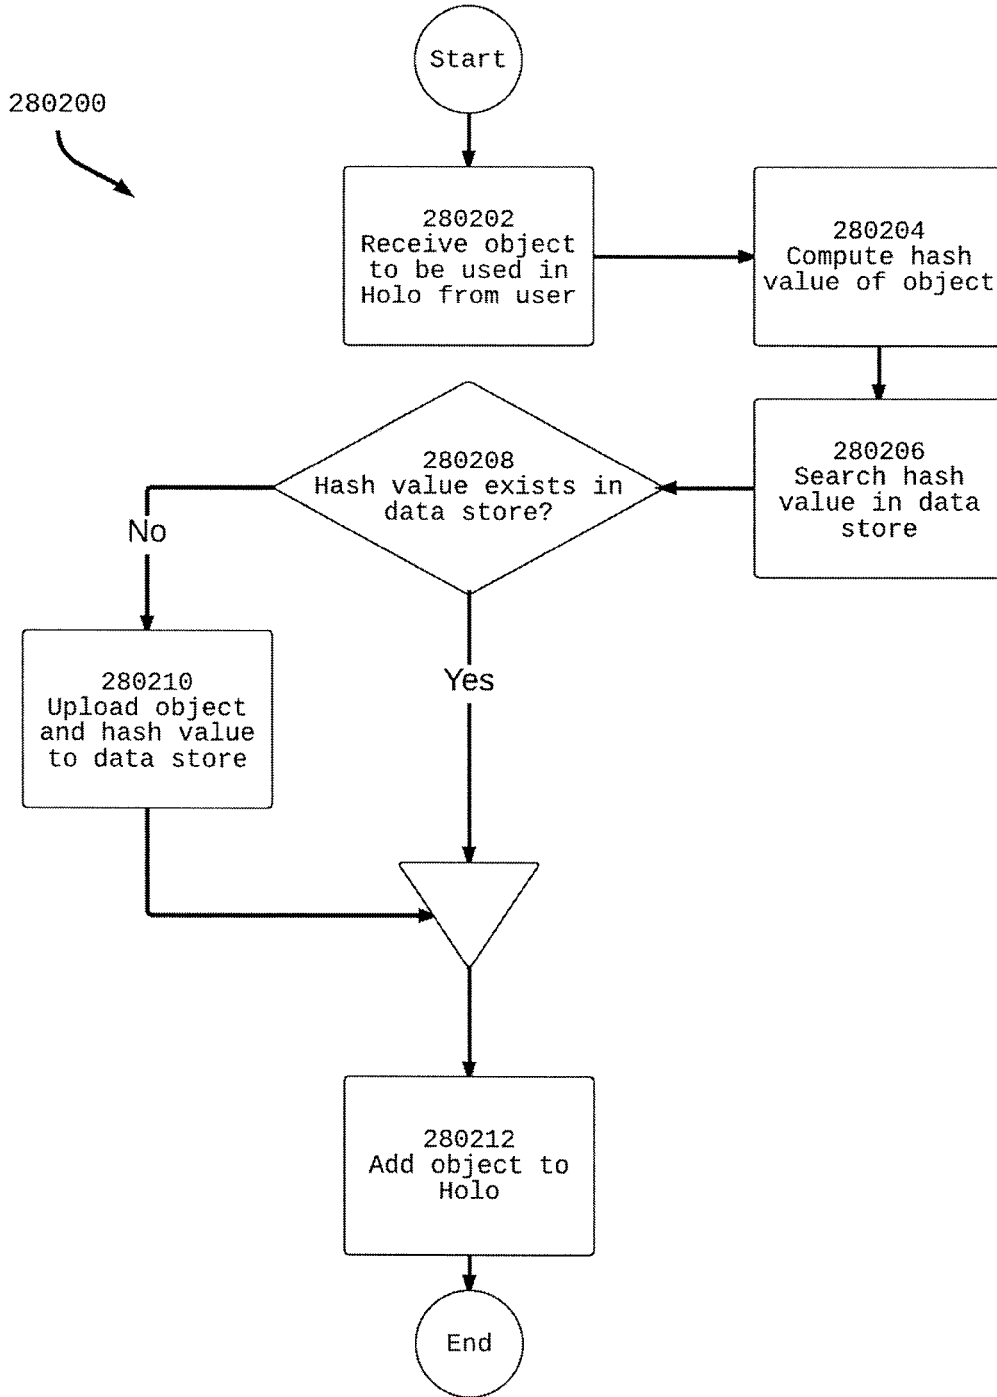 Start
280200
280202
Receive object
to be used in
Holo from user
280204
Compute hash
value of object
280206
Search hash
value in data
store
280208
Hash value exists in
data store?
No
Yes
280210
Upload object
and hash value
to data store
280212
Add object to
Holo
End